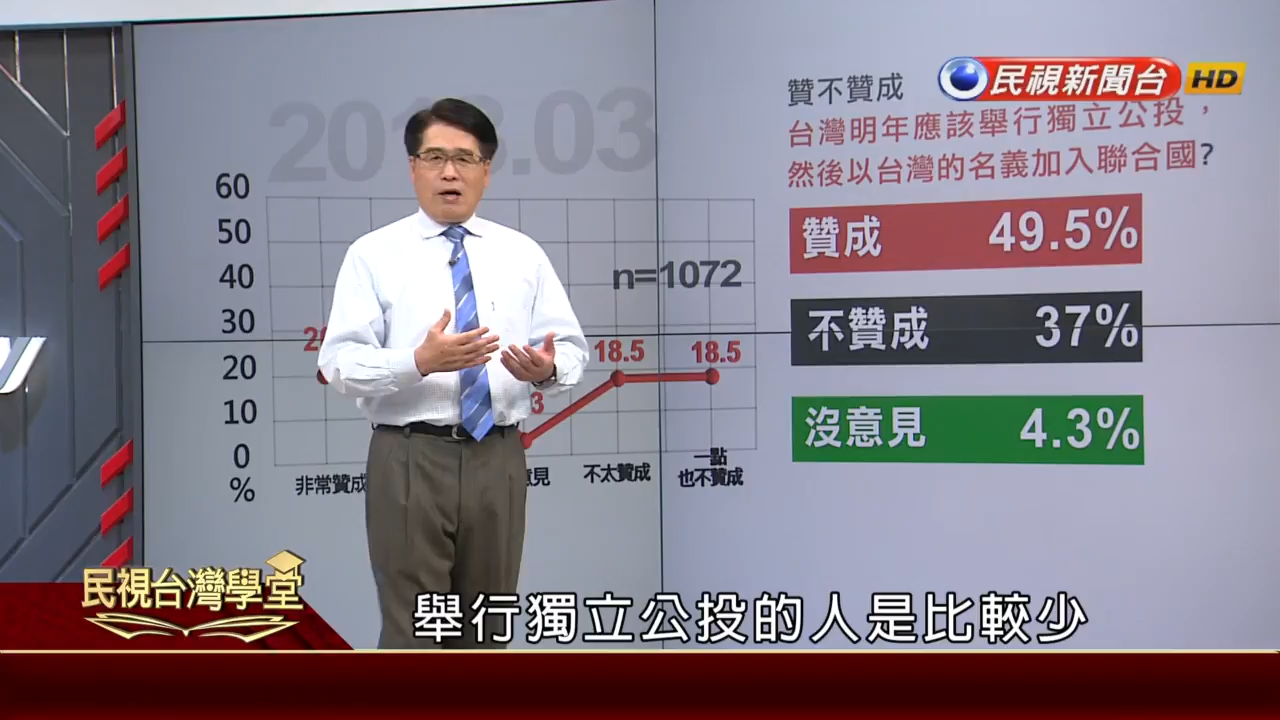 民視新聞台 HD
贊不贊成
台灣明年應該舉行獨立公投，
然後以台灣的名義加入聯合國?
贊成 49.5%
不贊成 37%
沒意見 4.3%
60
50
40
30
20
10
0
%
n=1072
18.5
18.5
非常贊成
不太贊成
一點
也不贊成
民視台灣學堂
舉行獨立公投的人是比較少